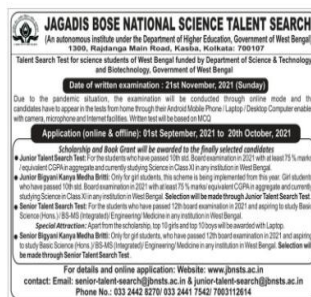 JAGADIS BOSE NATIONAL SCIENCE TALENT SEARCH
(An autonomous institute under the Department of Higher Education, Government of West Bengal)
1300, Rajdanga Main Road, Kasba, Kolkata: 700107
Talent Search Test for science students of West Bengal funded by Department of Science & Technology
and Biotechnology, Government of West Bengal
Date of written examination : 21st November, 2021 (Sunday)
Due to the pandemic situation, the examination will be conducted through online mode and the
candidates have to appear in the tests from home through their Android Mobile Phone / Laptop / Desktop Computer enabled
with camera, microphone and Internet facilities. Written test will be based on MCQ
Application (online & offline): 01st September, 2021 to 20th October, 2021
Scholarship and Book Grant will be awarded to the finally selected candidates
● Junior Talent Search Test: For the students who have passed 10th std. Board examination in 2021 with at least 75 % marks
/ equivalent CGPA in aggregate and currently studying Science in Class XI in any institution in West Bengal.
● Junior Bigyani Kanya Medha Britti: Only for girl students, this scheme is being implemented from this year. Girl students
who have passed 10th std. Board examination in 2021 with at least 75 % marks/ equivalent CGPA in aggregate and currently
studying Science in Class XI in any institution in West Bengal. Selection will be made through Junior Talent Search Test.
● Senior Talent Search Test: For the students who have passed 12th board examination in 2021 and aspiring to study Basic
Science (Hons.) / BS-MS (Integrated)/ Engineering/ Medicine in any institution in West Bengal.
Special Attraction: Apart from the scholarship, top 10 girls and top 10 boys will be awarded with Laptop.
● Senior Bigyani Kanya Medha Britti: Only for girl students, who have passed 12th board examination in 2021 and aspiring
to study Basic Science (Hons.) / BS-MS (Integrated)/ Engineering/ Medicine in any institution in West Bengal. Selection will
be made through Senior Talent Search Test.
For details and online application: Website: www.jbnsts.ac.in
contact: Email: senior-talent-search@jbnsts.ac.in & junior-talent-search@jbnsts.ac.in
Phone No.: 033 2442 8270/ 033 2441 7542/ 7003112614